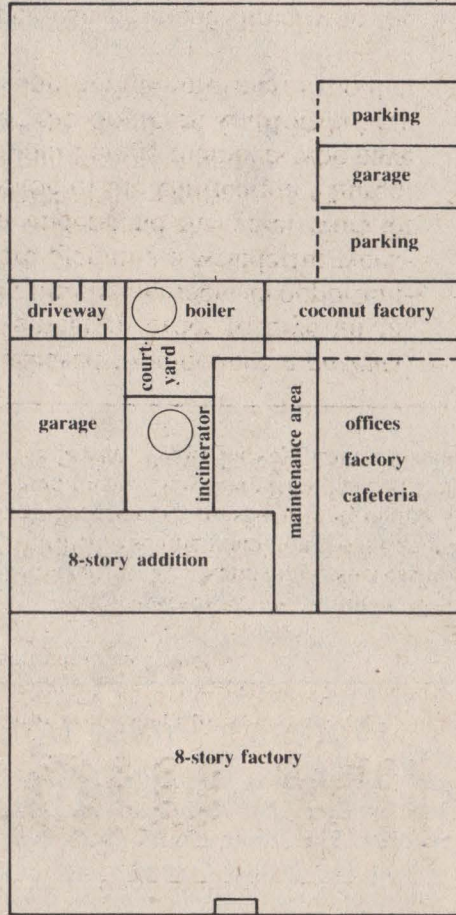 parking
garage
parking
driveway
boiler
coconut factory
court-
yard
garage
incinerator
maintenance area
offices
factory
cafeteria
8-story addition
8-story factory